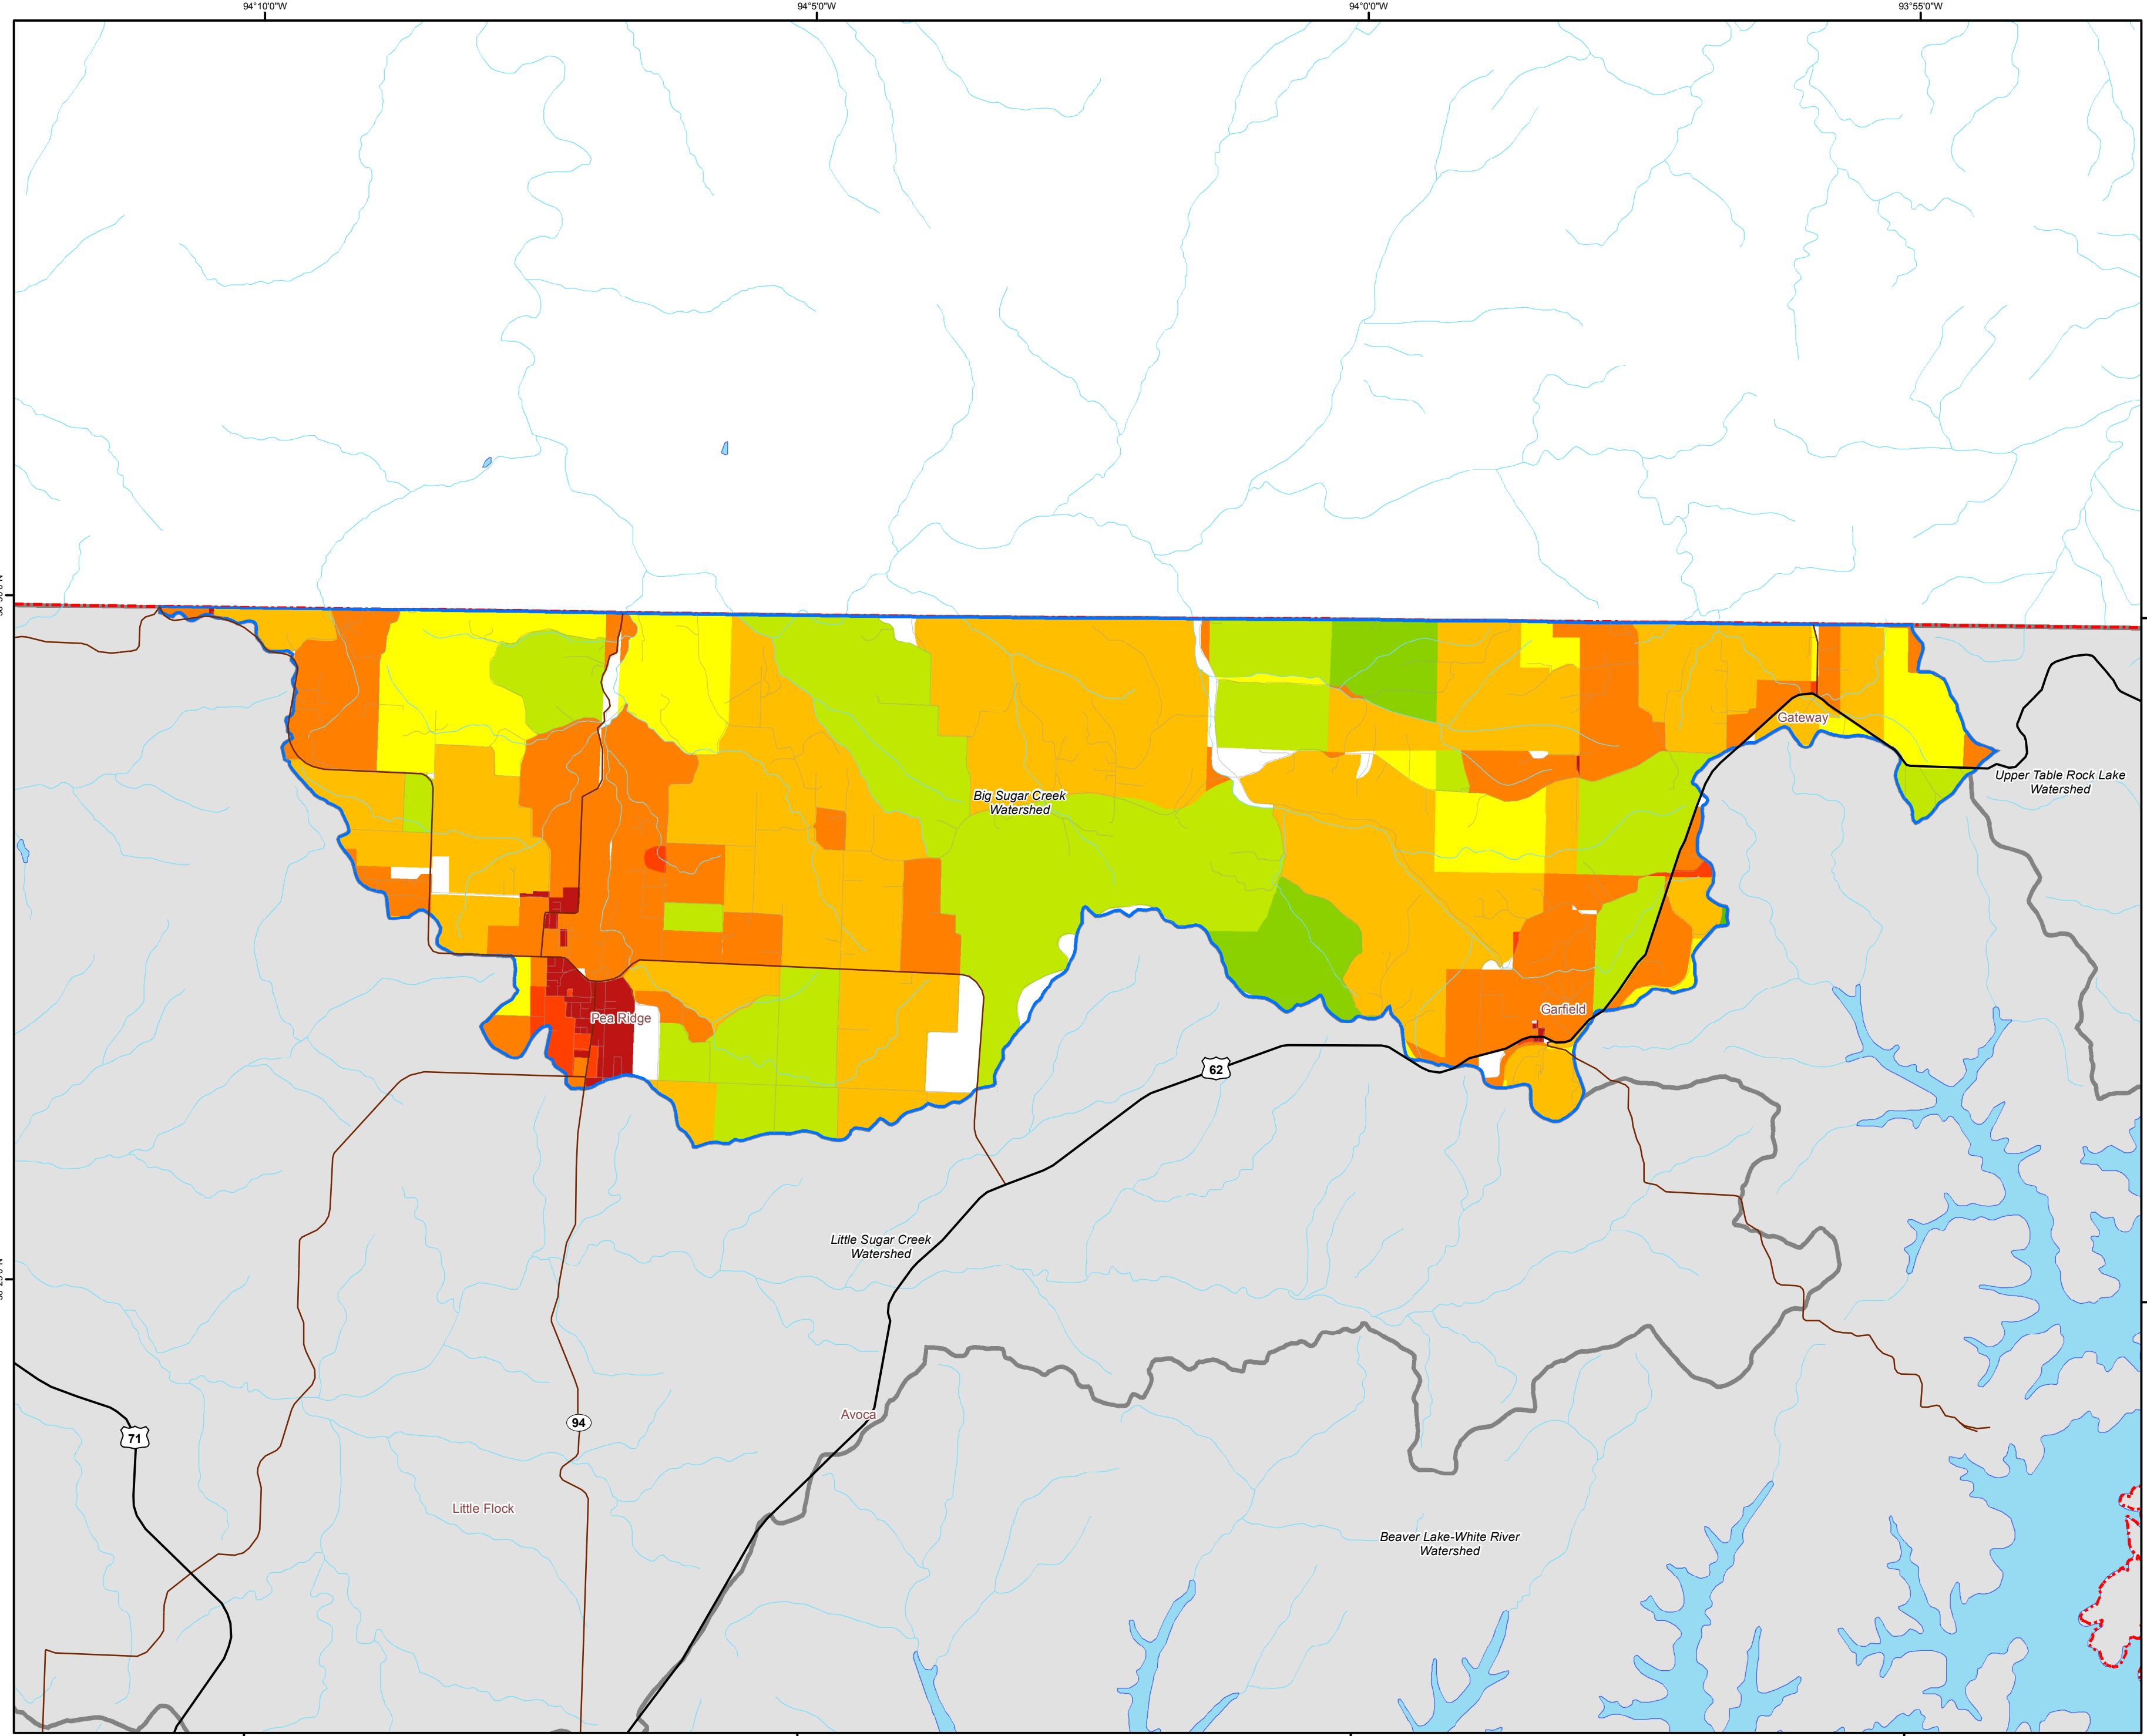 94°10'0"W
94°5'0"W
94°0'0"W
93°55'0"W
Gateway
Upper Table Rock Lake
Watershed
Big Sugar Creek
Watershed
Garfield
Pea Ridge
62
Little Sugar Creek
Watershed
Avoca
94
71
Little Flock
Beaver Lake-White River
Watershed